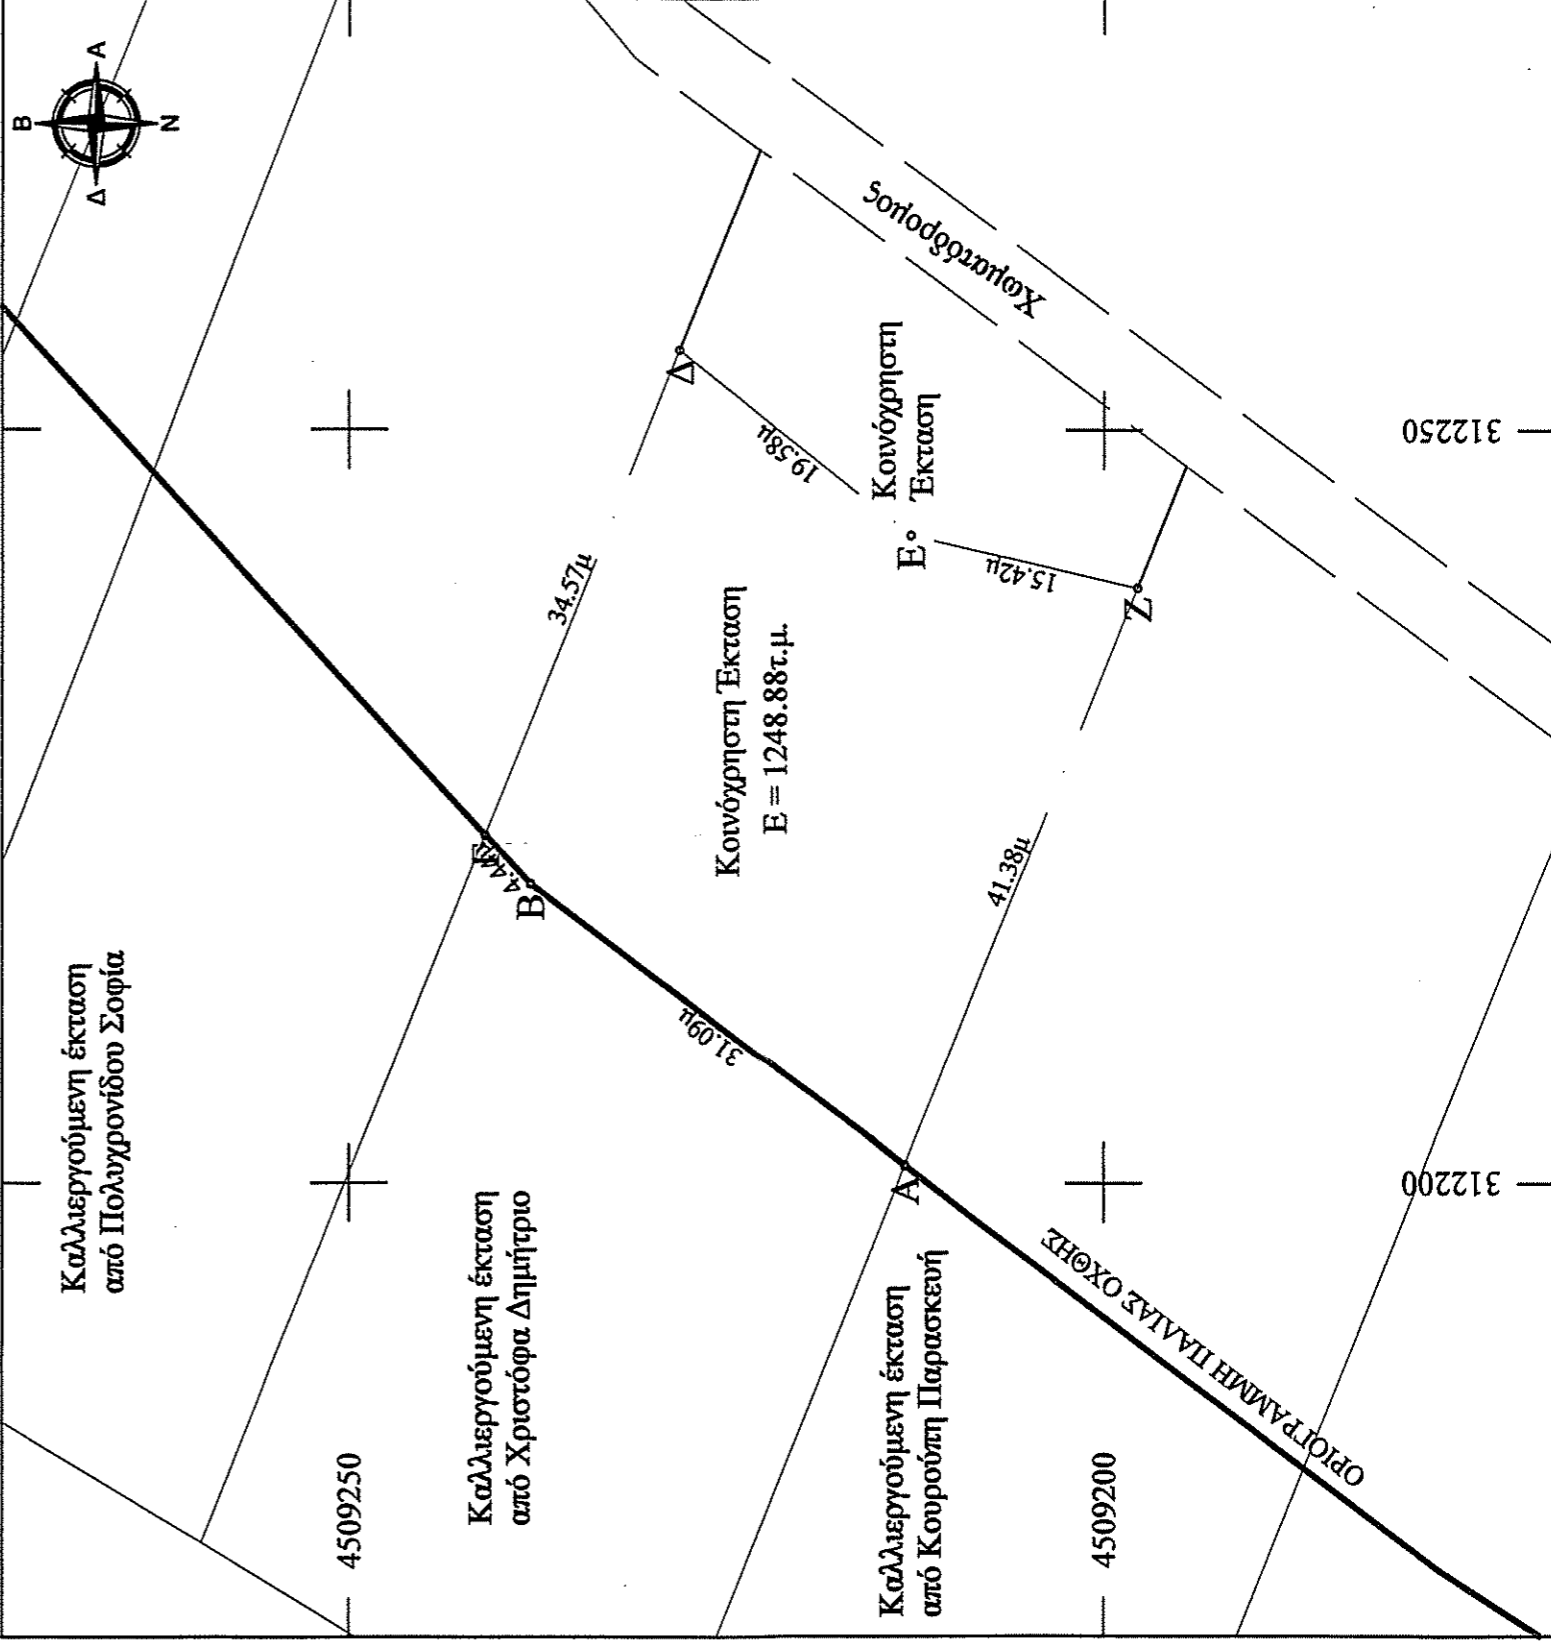 Β
Α
Ν
Δ
Καλλιεργούμενη έκταση
από Πολυχρονίδου Σοφία
4509250
Καλλιεργούμενη έκταση
από Χριστόφα Δημήτριο
Β
34.57μ
Δ
19.58μ
31.09μ
Κοινόχρηστη Έκταση
Ε = 1248.88τ.μ.
Κοινόχρηστη
Έκταση
Ε
15.42μ
Ζ
Χωματόδρομος
Α
41.38μ
Καλλιεργούμενη έκταση
από Κουρούπη Παρασκευή
4509200
ΟΡΙΟΓΡΑΜΜΗ ΠΑΛΙΑΣ ΟΧΘΗΣ
312200
312250